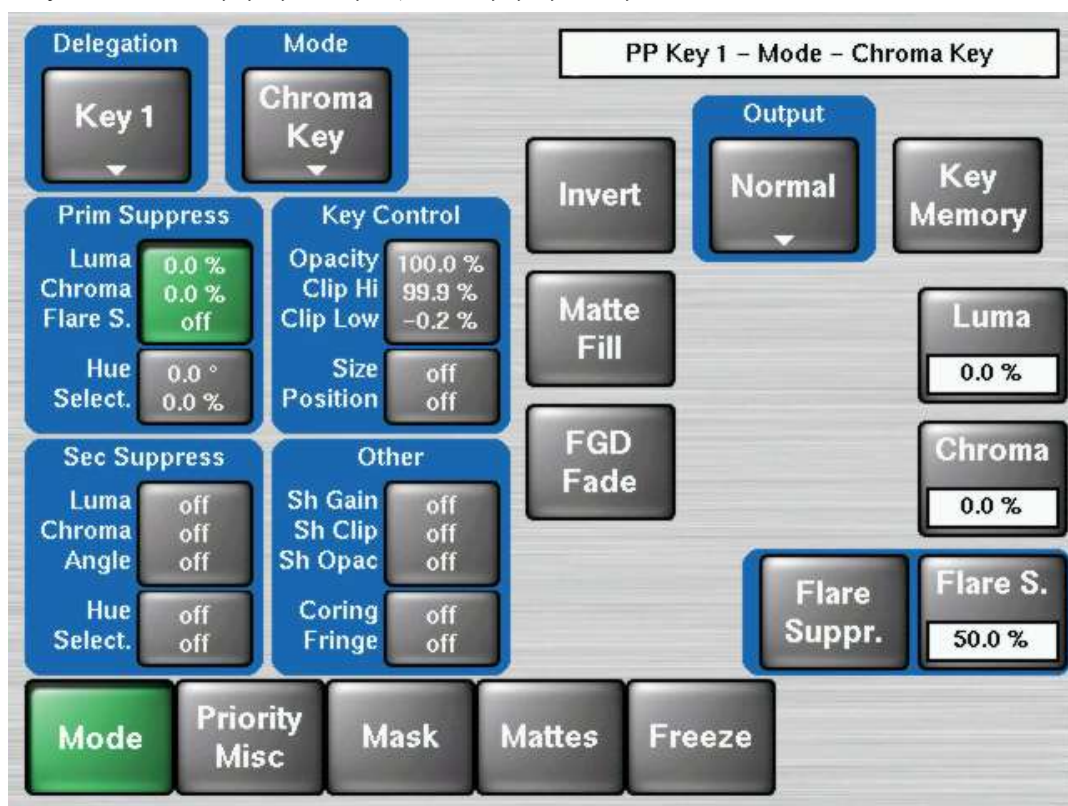 Delegation
Key 1
Mode
Chroma
Key
PP Key 1 – Mode – Chroma Key
Output
Normal
Invert
Key
Memory
Prim Suppress
Luma 0.0 %
Chroma 0.0 %
Flare S. off
Hue 0.0 °
Select. 0.0 %
Key Control
Opacity 100.0 %
Clip Hi 99.9 %
Clip Low –0.2 %
Size off
Position off
Matte
Fill
Luma
0.0 %
Sec Suppress
Luma off
Chroma off
Angle off
Hue off
Select. off
Other
Sh Gain off
Sh Clip off
Sh Opac off
Coring off
Fringe off
FGD
Fade
Chroma
0.0 %
Flare
Suppr.
Flare S.
50.0 %
Mode
Priority
Misc
Mask
Mattes
Freeze